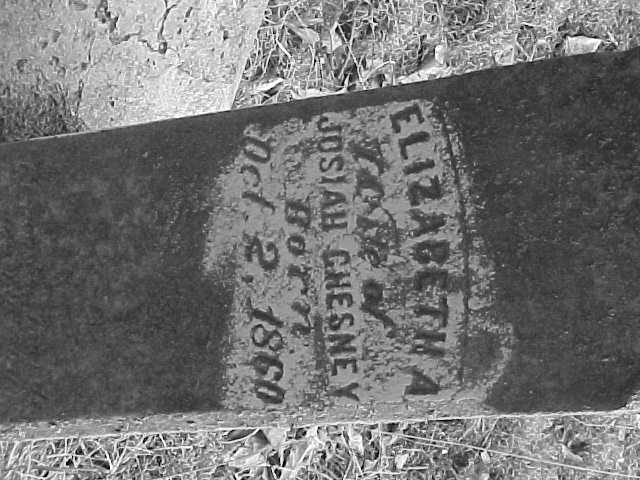 ELIZABETH A
Wife of
JOSIAH CHESNEY
Born
Oct. 2, 1860